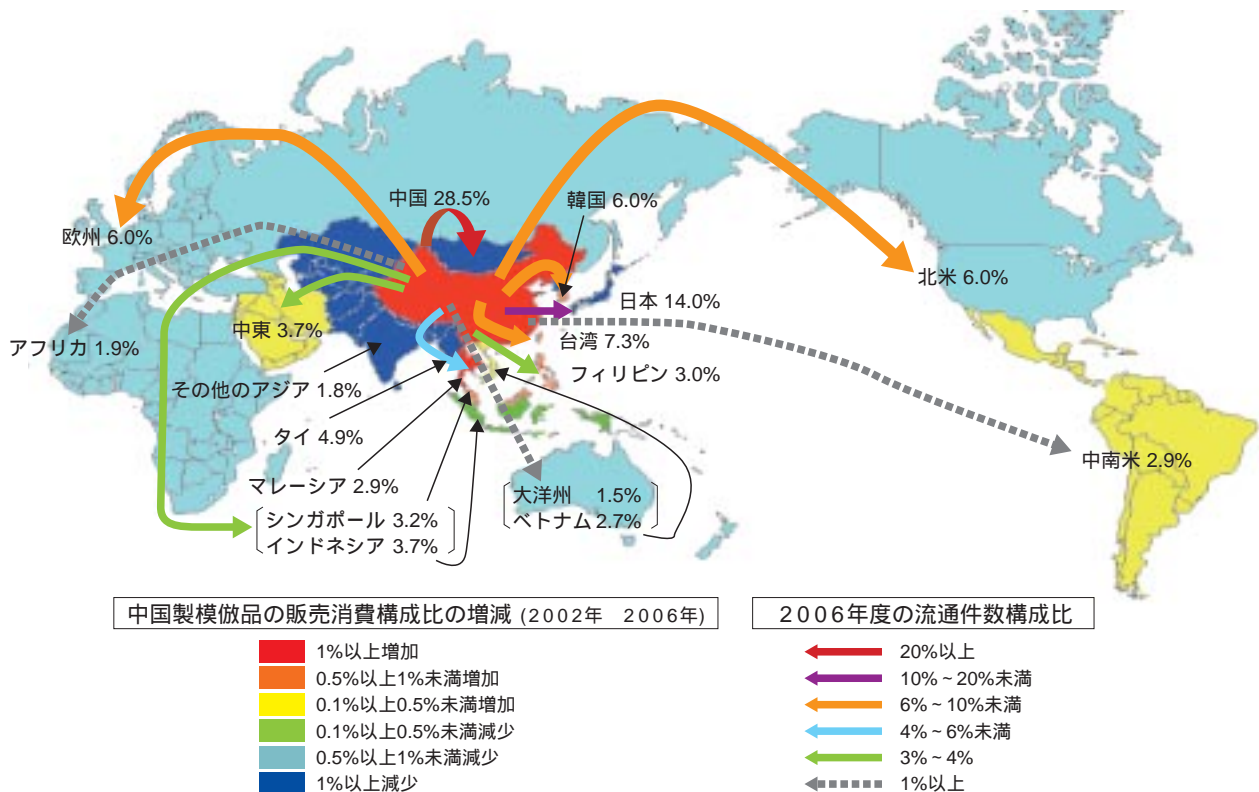 中国 28.5%
韓国 6.0%
欧州 6.0%
北米 6.0%
日本 14.0%
中東 3.7%
台湾 7.3%
アフリカ 1.9%
フィリピン 3.0%
その他のアジア 1.8%
タイ 4.9%
中南米 2.9%
マレーシア 2.9%
大洋州 1.5%
シンガポール 3.2%
ベトナム 2.7%
インドネシア 3.7%
中国製模倣品の販売消費構成比の増減 (2002年 2006年)
1%以上増加
0.5%以上1%未満増加
0.1%以上0.5%未満増加
0.1%以上0.5%未満減少
0.5%以上1%未満減少
1%以上減少
2006年度の流通件数構成比
20%以上
10%~20%未満
6%~10%未満
4%~6%未満
3%~4%
1%以上